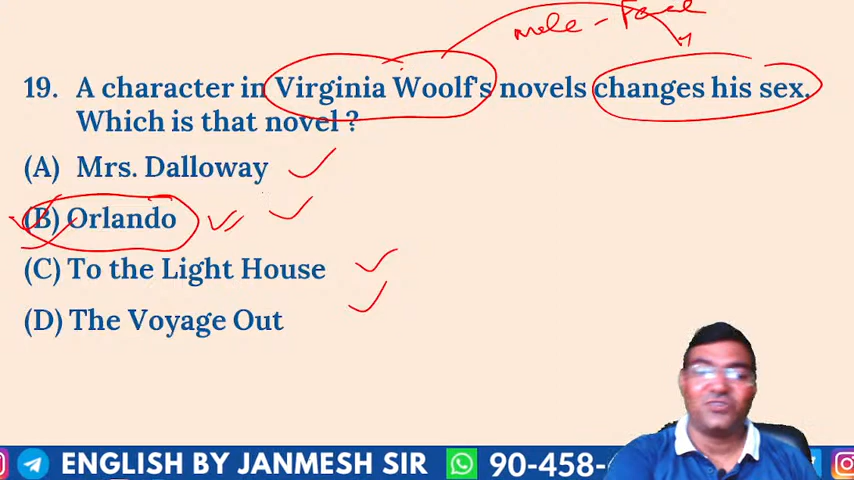 male - Female
19. A character in Virginia Woolf's novels changes his sex.
Which is that novel ?
(A) Mrs. Dalloway
(B) Orlando
(C) To the Light House
(D) The Voyage Out
ENGLISH BY JANMESH SIR 90-458-